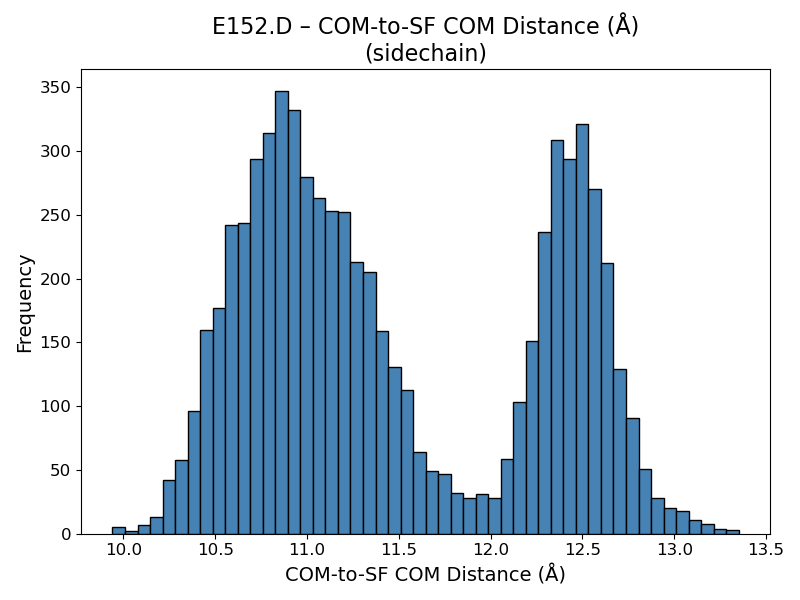 E152.D – COM-to-SF COM Distance (Å)
(sidechain)
350
300
250
200
150
100
50
0
Frequency
10.0 10.5 11.0 11.5 12.0 12.5 13.0 13.5
COM-to-SF COM Distance (Å)